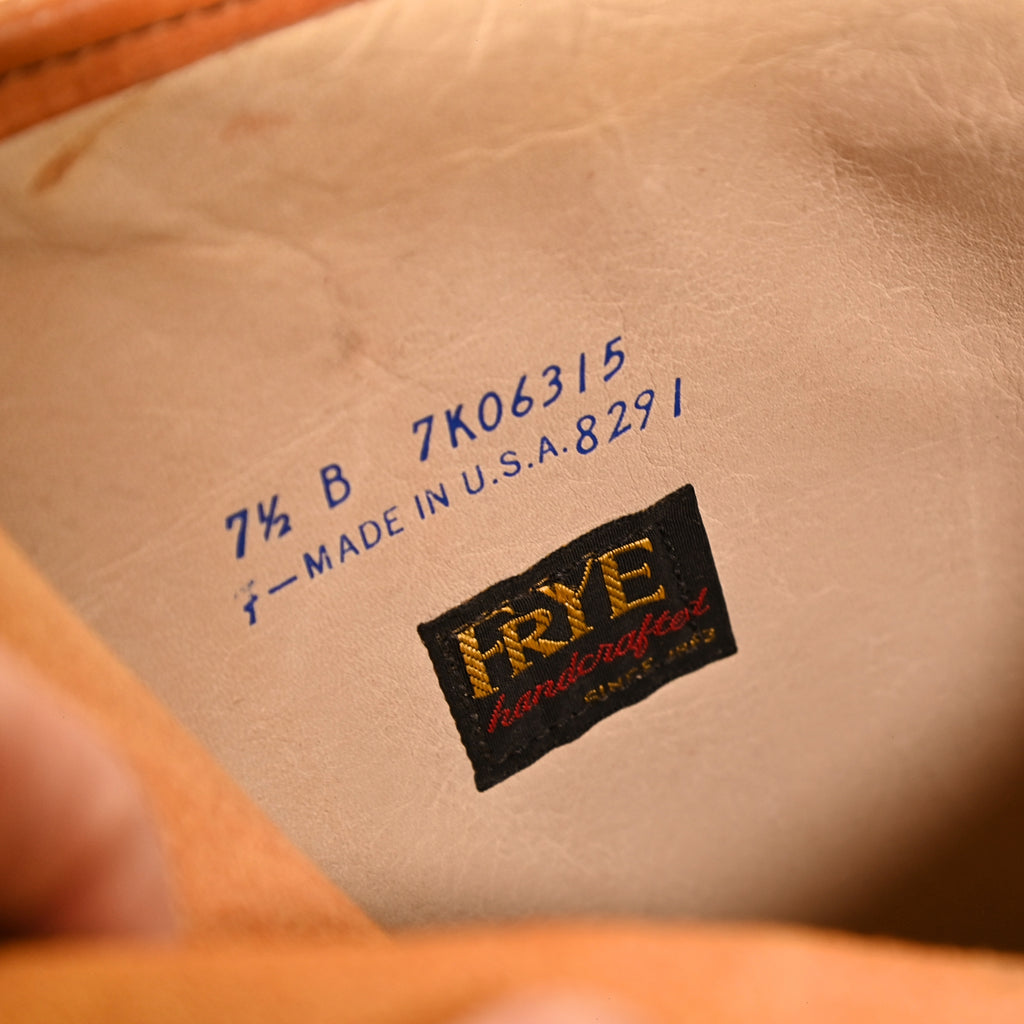 7½ B 7K06315
F—MADE IN U.S.A. 8291
FRYE
handcrafted
SINCE 1863